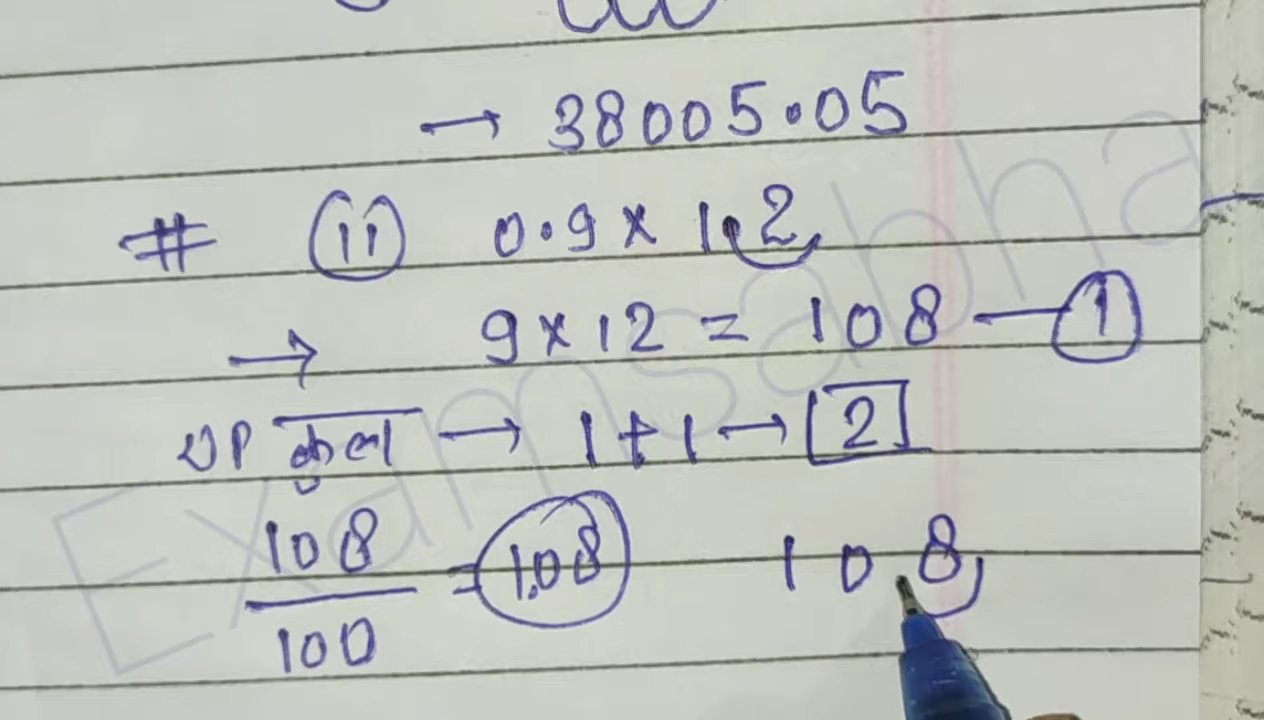 → 38005.05
# (ii) 0.9 x 1.2
→ 9 x 12 = 108 — 1
DP कुल → 1+1 → 2
108/100 = 1.08 108
Examsabha